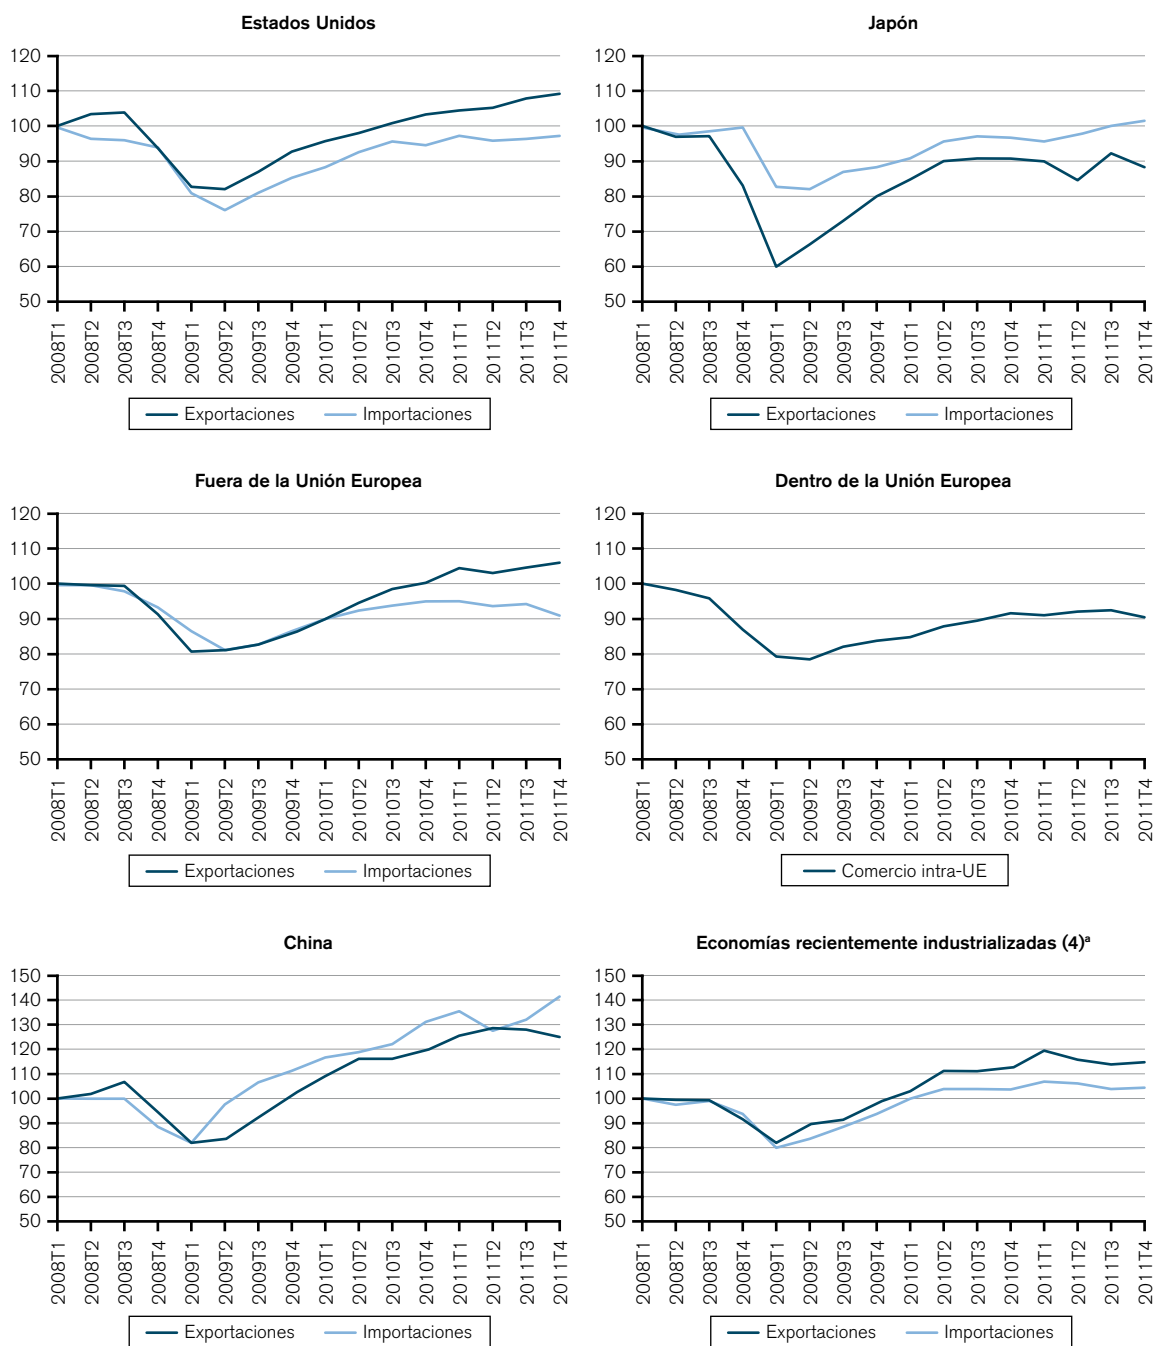 Estados Unidos
120
110
100
90
80
70
60
50
2008T1
2008T2
2008T3
2008T4
2009T1
2009T2
2009T3
2009T4
2010T1
2010T2
2010T3
2010T4
2011T1
2011T2
2011T3
2011T4
Exportaciones Importaciones
Japón
120
110
100
90
80
70
60
50
2008T1
2008T2
2008T3
2008T4
2009T1
2009T2
2009T3
2009T4
2010T1
2010T2
2010T3
2010T4
2011T1
2011T2
2011T3
2011T4
Exportaciones Importaciones
Fuera de la Unión Europea
120
110
100
90
80
70
60
50
2008T1
2008T2
2008T3
2008T4
2009T1
2009T2
2009T3
2009T4
2010T1
2010T2
2010T3
2010T4
2011T1
2011T2
2011T3
2011T4
Exportaciones Importaciones
Dentro de la Unión Europea
120
110
100
90
80
70
60
50
2008T1
2008T2
2008T3
2008T4
2009T1
2009T2
2009T3
2009T4
2010T1
2010T2
2010T3
2010T4
2011T1
2011T2
2011T3
2011T4
Comercio intra-UE
China
150
140
130
120
110
100
90
80
70
60
50
2008T1
2008T2
2008T3
2008T4
2009T1
2009T2
2009T3
2009T4
2010T1
2010T2
2010T3
2010T4
2011T1
2011T2
2011T3
2011T4
Exportaciones Importaciones
Economías recientemente industrializadas (4)ª
150
140
130
120
110
100
90
80
70
60
50
2008T1
2008T2
2008T3
2008T4
2009T1
2009T2
2009T3
2009T4
2010T1
2010T2
2010T3
2010T4
2011T1
2011T2
2011T3
2011T4
Exportaciones Importaciones